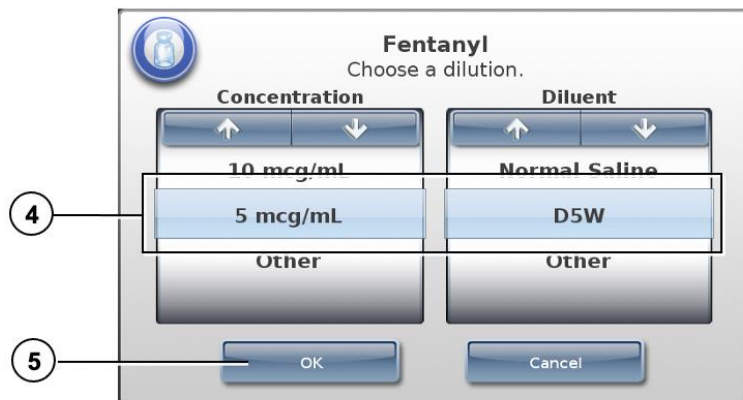 Fentanyl
Choose a dilution.
Concentration Diluent
10 mcg/mL Normal Saline
4 5 mcg/mL D5W
Other Other
5 OK Cancel